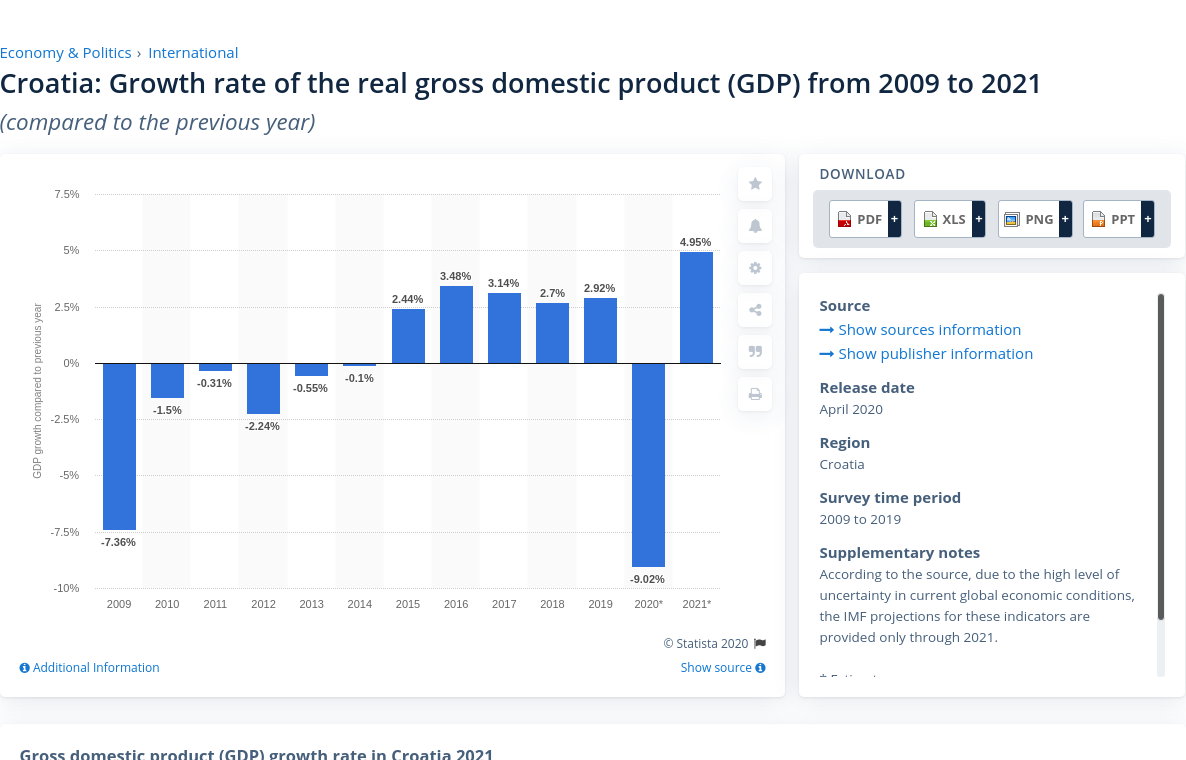 Economy & Politics › International
Croatia: Growth rate of the real gross domestic product (GDP) from 2009 to 2021
(compared to the previous year)
GDP growth compared to previous year
7.5%
5%
2.5%
0%
-2.5%
-5%
-7.5%
-10%
-7.36%
-1.5%
-0.31%
-2.24%
-0.55%
-0.1%
2.44%
3.48%
3.14%
2.7%
2.92%
-9.02%
4.95%
2009 2010 2011 2012 2013 2014 2015 2016 2017 2018 2019 2020* 2021*
© Statista 2020
Additional Information
Show source
DOWNLOAD
PDF + XLS + PNG + PPT +
Source
Show sources information
Show publisher information
Release date
April 2020
Region
Croatia
Survey time period
2009 to 2019
Supplementary notes
According to the source, due to the high level of
uncertainty in current global economic conditions,
the IMF projections for these indicators are
provided only through 2021.
Gross domestic product (GDP) growth rate in Croatia 2021